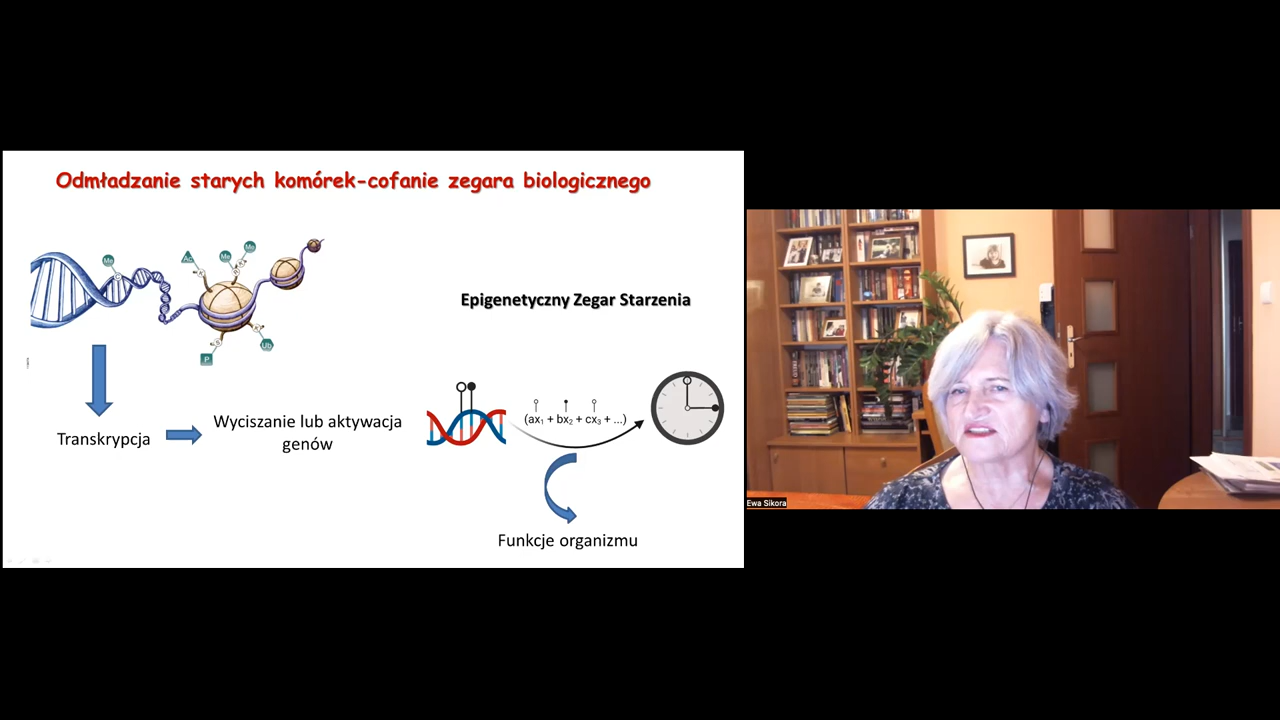 Odmładzanie starych komórek-cofanie zegara biologicznego
Me
Ac
Me
Me
P
Ub
Epigenetyczny Zegar Starzenia
Transkrypcja
Wyciszanie lub aktywacja
genów
(ax₁ + bx₂ + cx₃ + ...)
Funkcje organizmu
Ewa Sikora